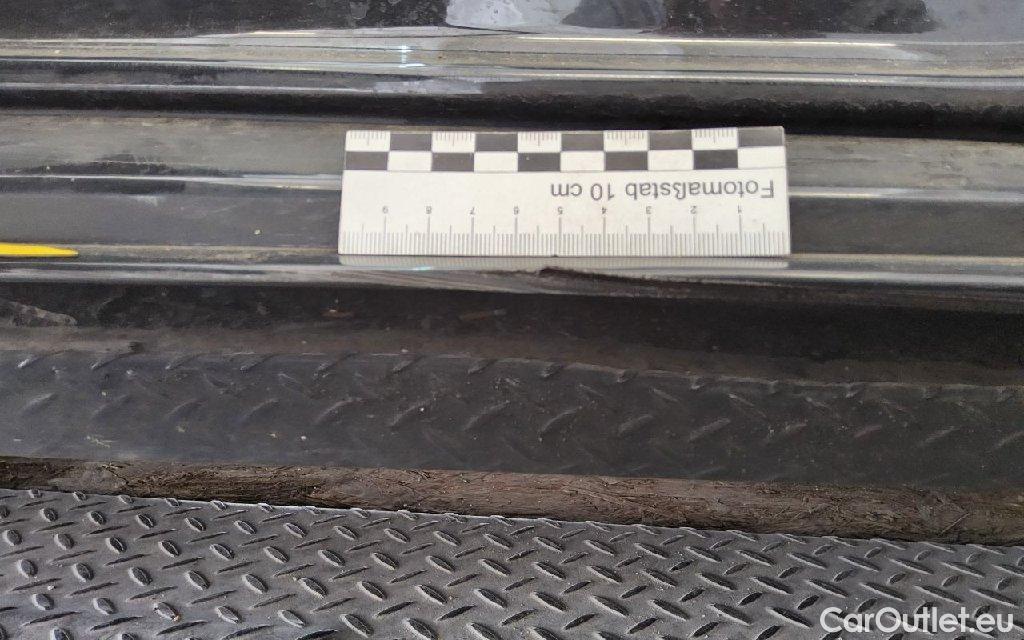 Fotomaßstab 10 cm
1 2 3 4 5 6 7 8 9
CarOutlet.eu